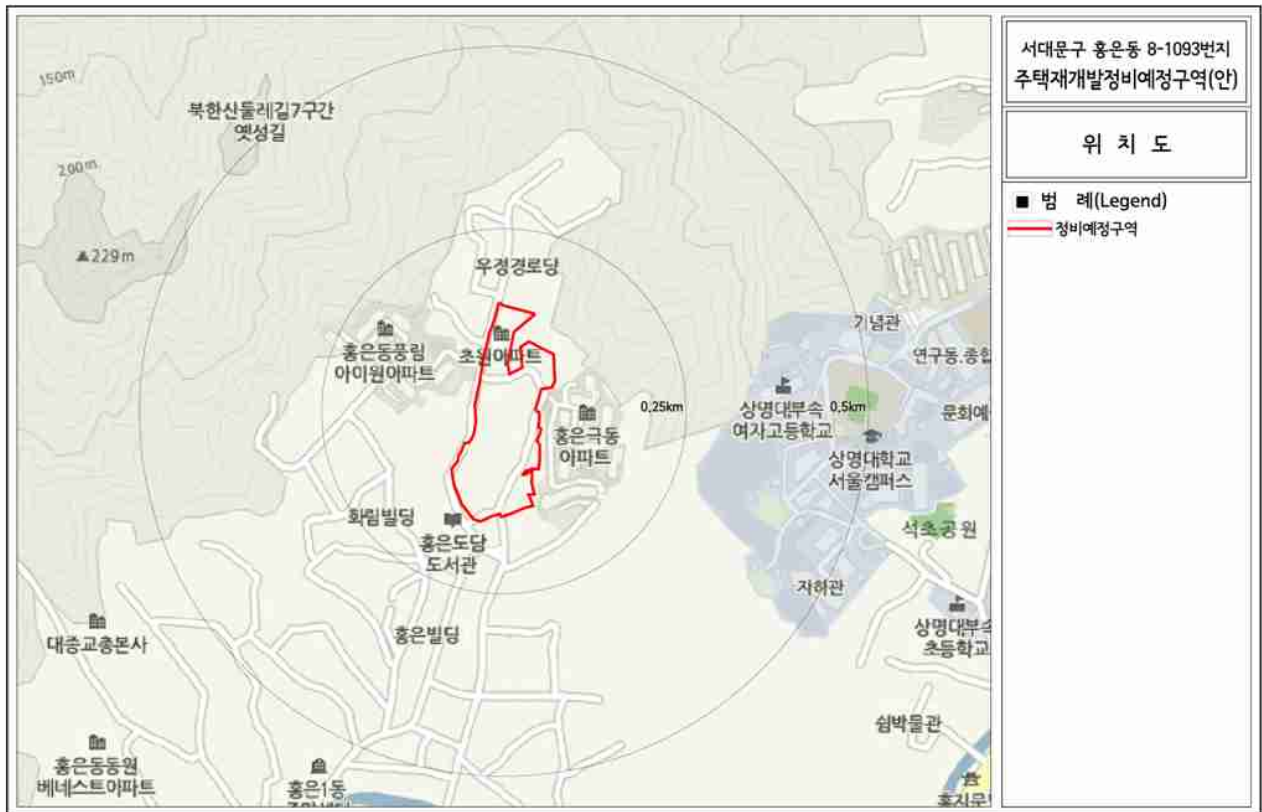 서대문구 홍은동 8-1093번지
주택재개발정비예정구역(안)
위 치 도
■ 범 례(Legend)
정비예정구역
150m
북한산둘레길7구간
옛성길
200m
▲229m
우정경로당
초원아파트
홍은동풍림
아이원아파트
홍은극동
아파트
0.25km
0.5km
기념관
연구동.종합
문화예
상명대부속
여자고등학교
상명대학교
서울캠퍼스
석초공원
자하관
상명대부속
초등학교
화림빌딩
홍은도담
도서관
홍은빌딩
대종교총본사
홍은동동원
베네스트아파트
홍은1동
쉼박물관
홍지문